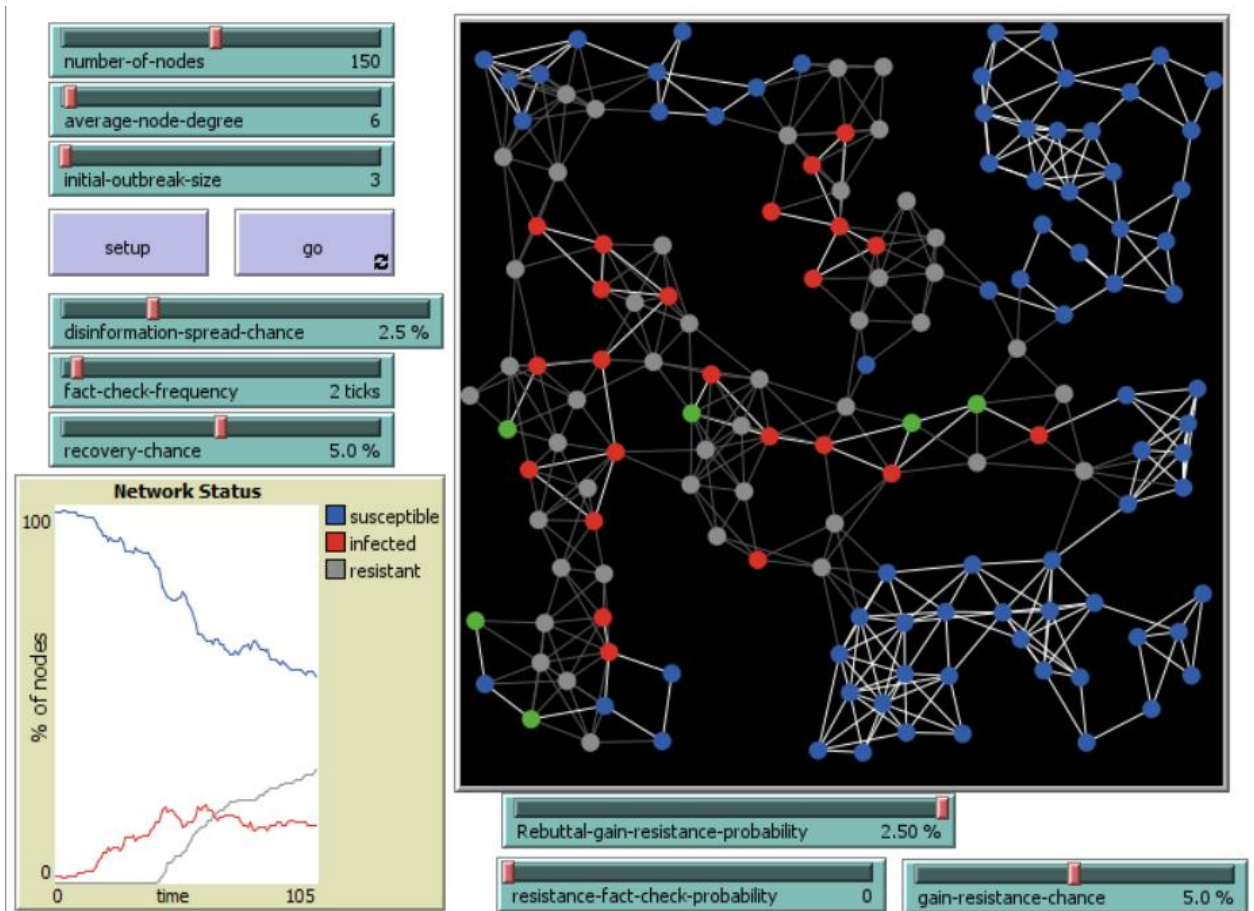 number-of-nodes 150
average-node-degree 6
initial-outbreak-size 3
setup
go
disinformation-spread-chance 2.5 %
fact-check-frequency 2 ticks
recovery-chance 5.0 %
Network Status
100
% of nodes
0
0 time 105
susceptible
infected
resistant
Rebuttal-gain-resistance-probability 2.50 %
resistance-fact-check-probability 0
gain-resistance-chance 5.0 %